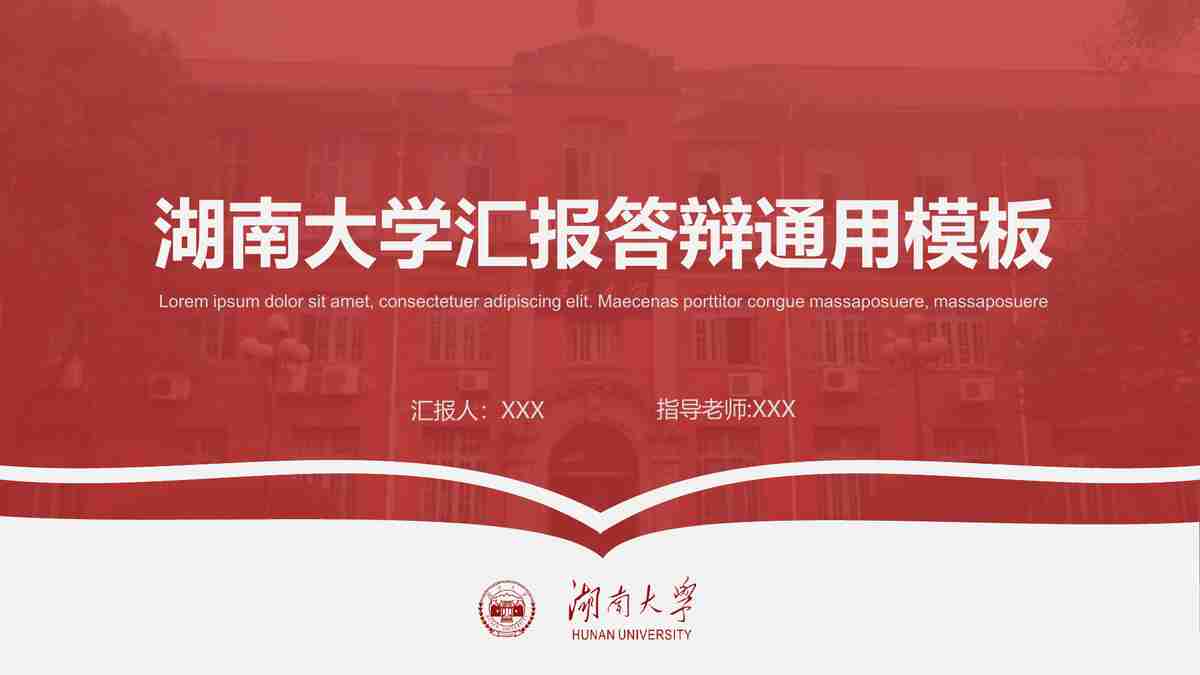 湖南大学汇报答辩通用模板
Lorem ipsum dolor sit amet, consectetuer adipiscing elit. Maecenas porttitor congue massaposuere, massaposuere
汇报人：XXX
指导老师:XXX
湖南大學
HUNAN UNIVERSITY